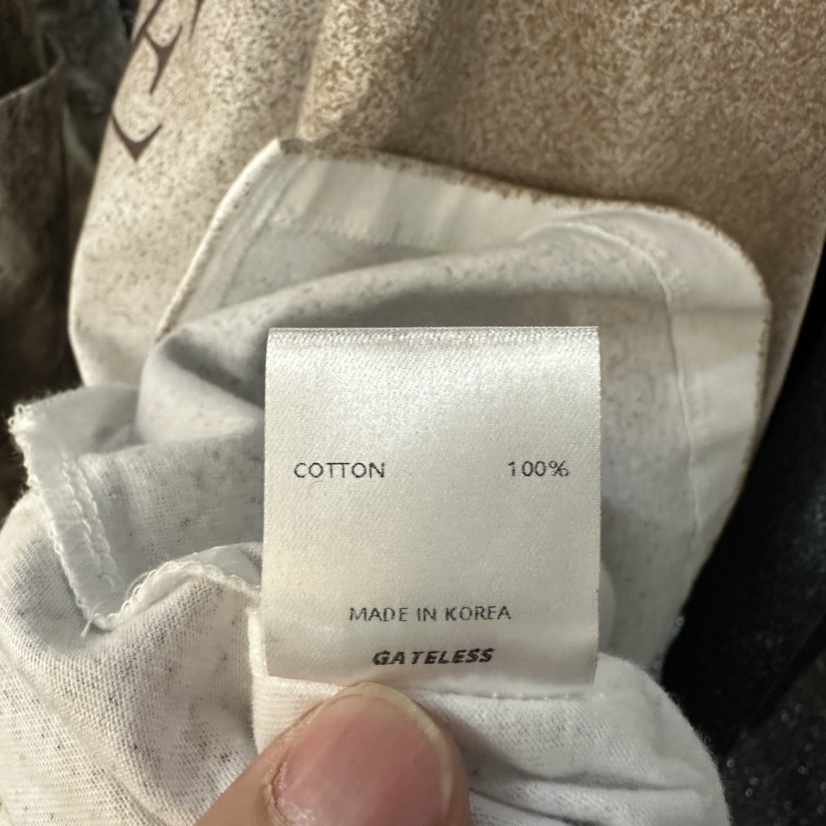 COTTON 100%
MADE IN KOREA
GATELESS